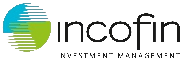 incofin
INVESTMENT MANAGEMENT